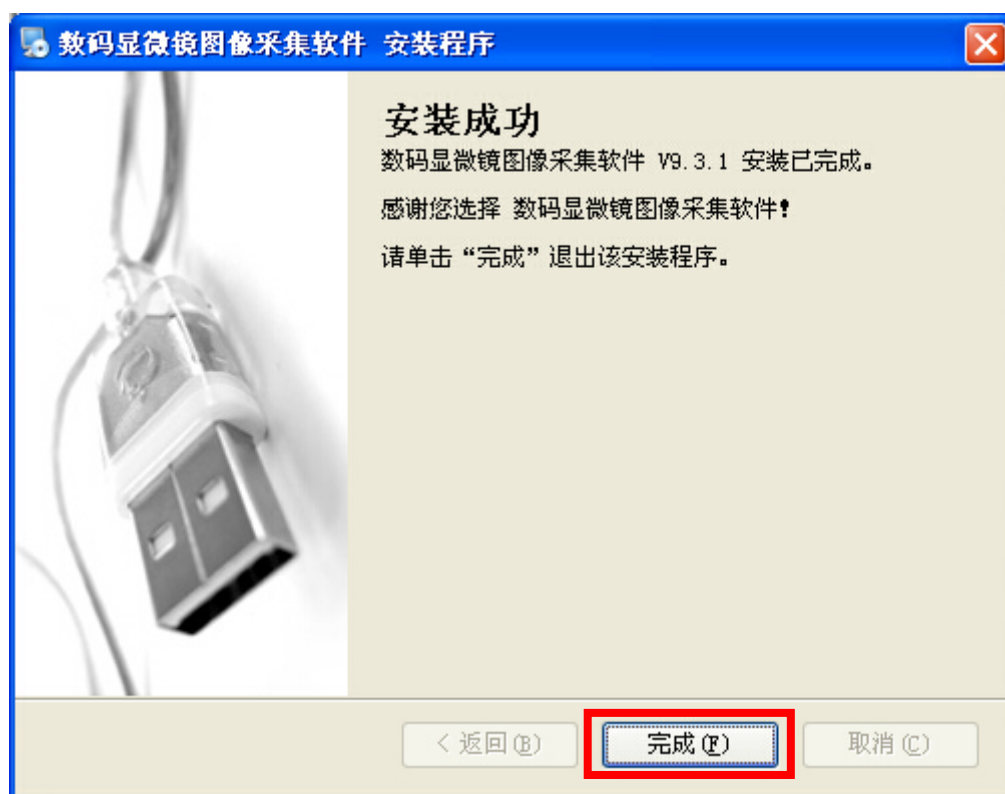 数码显微镜图像采集软件 安装程序
安装成功
数码显微镜图像采集软件 V9.3.1 安装已完成。
感谢您选择 数码显微镜图像采集软件!
请单击“完成”退出该安装程序。
< 返回(B) 完成(F) 取消(C)